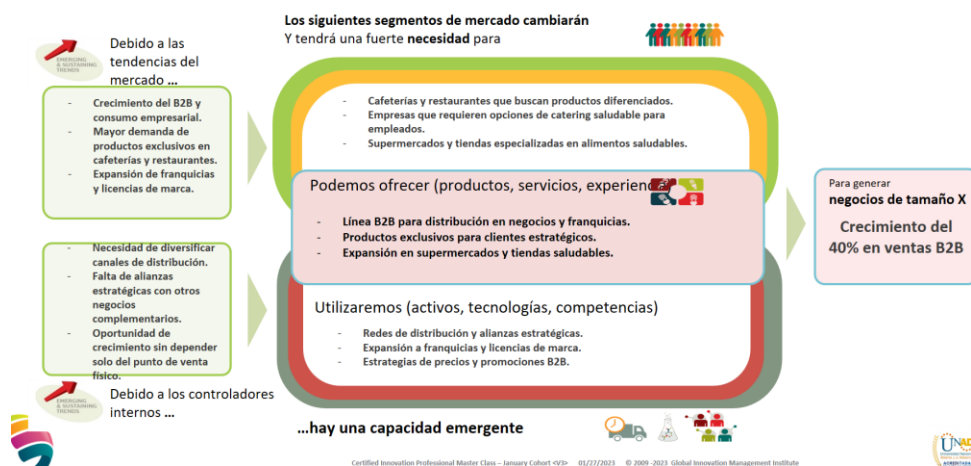 Los siguientes segmentos de mercado cambiarán
Y tendrá una fuerte necesidad para
EMERGING
& SUSTAINING
TRENDS
Debido a las
tendencias del
mercado ...
- Crecimiento del B2B y
consumo empresarial.
- Mayor demanda de
productos exclusivos en
cafeterías y restaurantes.
- Expansión de franquicias
y licencias de marca.
- Cafeterías y restaurantes que buscan productos diferenciados.
- Empresas que requieren opciones de catering saludable para
empleados.
- Supermercados y tiendas especializadas en alimentos saludables.
Podemos ofrecer (productos, servicios, experien
- Línea B2B para distribución en negocios y franquicias.
- Productos exclusivos para clientes estratégicos.
- Expansión en supermercados y tiendas saludables.
Para generar
negocios de tamaño X
Crecimiento del
40% en ventas B2B
- Necesidad de diversificar
canales de distribución.
- Falta de alianzas
estratégicas con otros
negocios
complementarios.
- Oportunidad de
crecimiento sin depender
solo del punto de venta
físico.
Utilizaremos (activos, tecnologías, competencias)
- Redes de distribución y alianzas estratégicas.
- Expansión a franquicias y licencias de marca.
- Estrategias de precios y promociones B2B.
EMERGING
& SUSTAINING
TRENDS
Debido a los controladores
internos ...
...hay una capacidad emergente
Certified Innovation Professional Master Class – January Cohort <V3> 01/27/2023 © 2009 -2023 Global Innovation Management Institute
UNAD